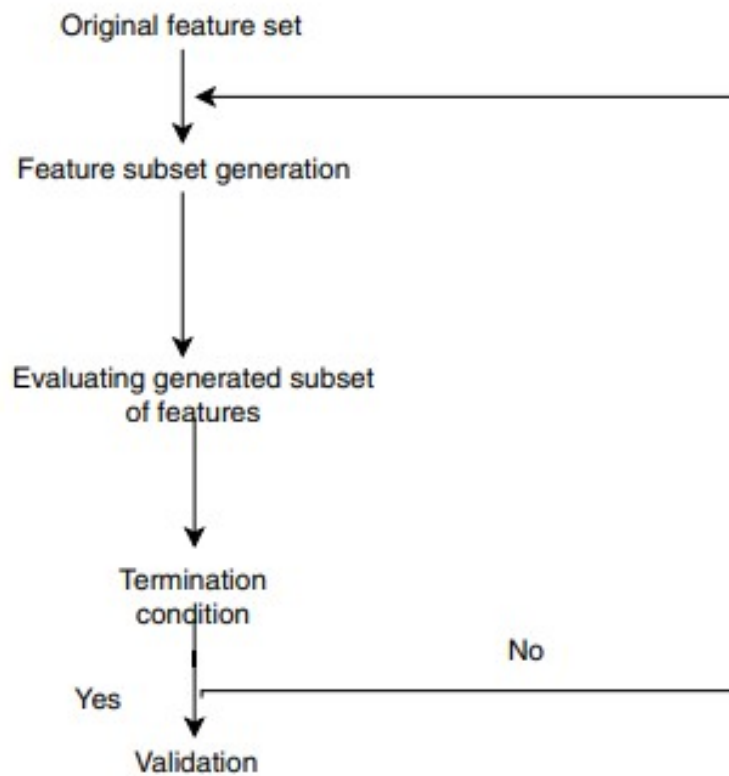 Original feature set
Feature subset generation
Evaluating generated subset
of features
Termination
condition
No
Yes
Validation